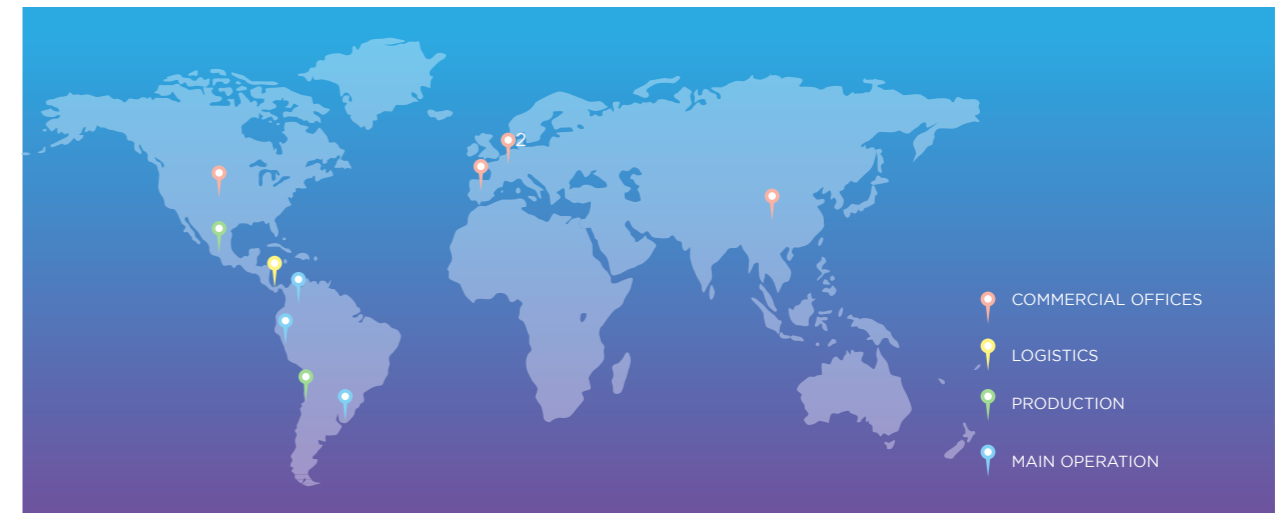 2
COMMERCIAL OFFICES
LOGISTICS
PRODUCTION
MAIN OPERATION